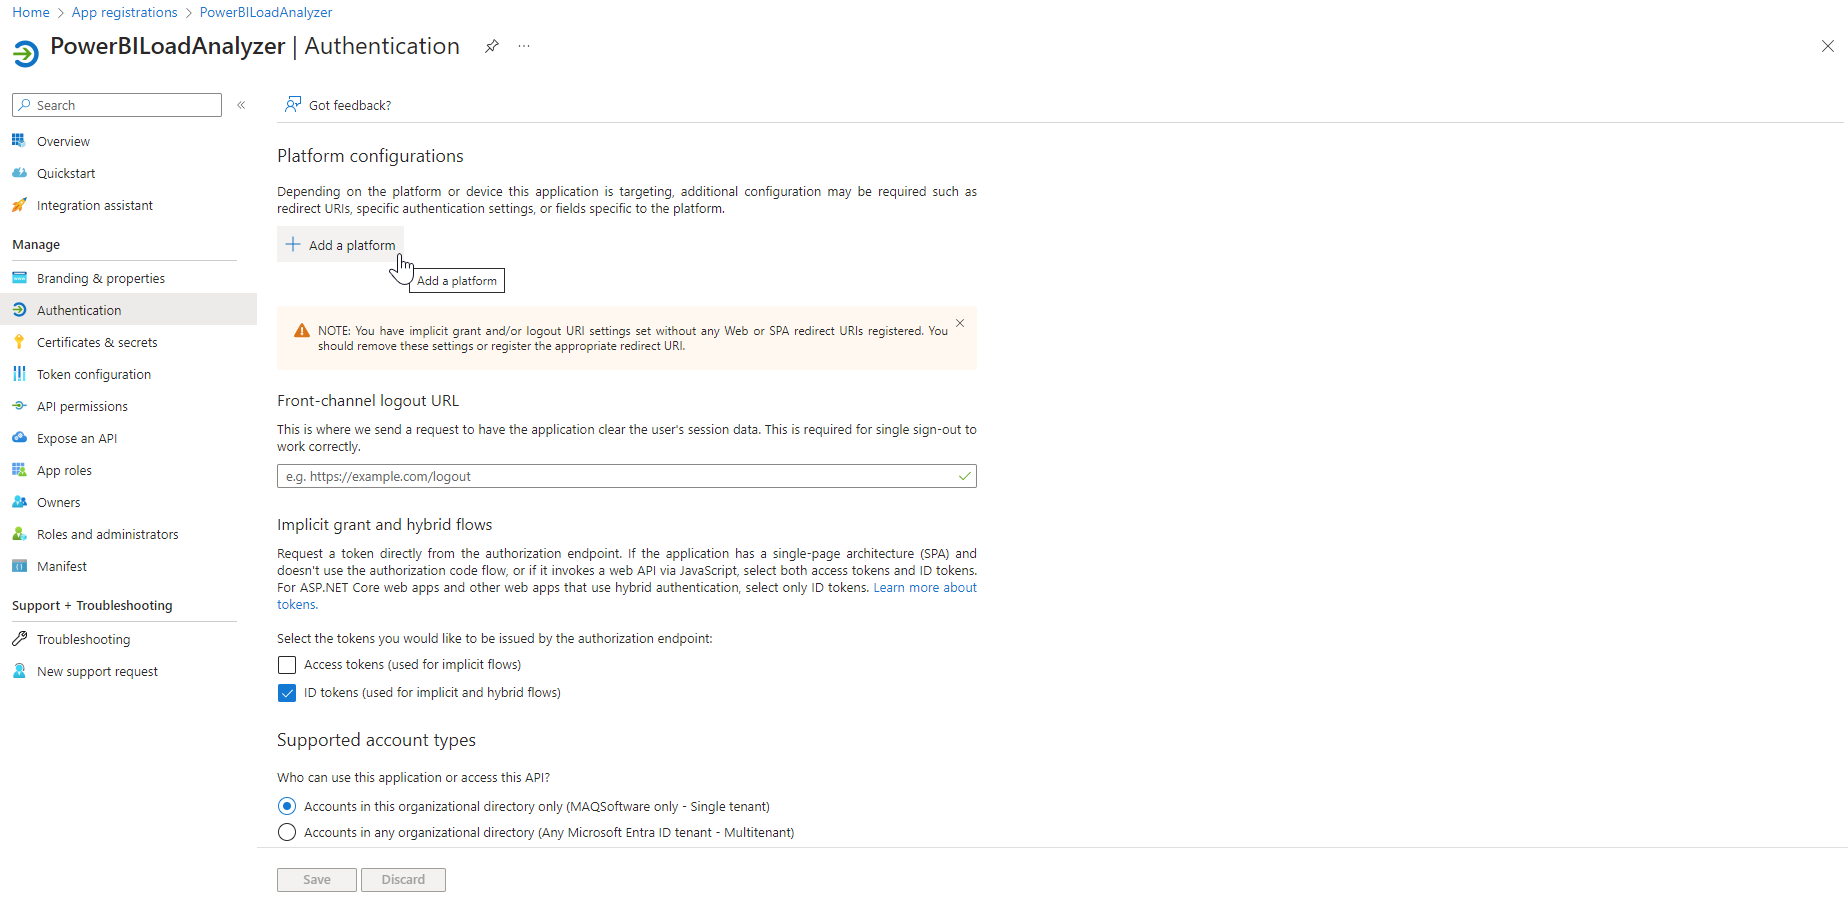 Home > App registrations > PowerBILoadAnalyzer
PowerBILoadAnalyzer | Authentication
Search
Overview
Quickstart
Integration assistant
Manage
Branding & properties
Authentication
Certificates & secrets
Token configuration
API permissions
Expose an API
App roles
Owners
Roles and administrators
Manifest
Support + Troubleshooting
Troubleshooting
New support request
Got feedback?
Platform configurations
Depending on the platform or device this application is targeting, additional configuration may be required such as
redirect URIs, specific authentication settings, or fields specific to the platform.
Add a platform
Add a platform
NOTE: You have implicit grant and/or logout URI settings set without any Web or SPA redirect URIs registered. You
should remove these settings or register the appropriate redirect URI.
Front-channel logout URL
This is where we send a request to have the application clear the user's session data. This is required for single sign-out to
work correctly.
e.g. https://example.com/logout
Implicit grant and hybrid flows
Request a token directly from the authorization endpoint. If the application has a single-page architecture (SPA) and
doesn't use the authorization code flow, or if it invokes a web API via JavaScript, select both access tokens and ID tokens.
For ASP.NET Core web apps and other web apps that use hybrid authentication, select only ID tokens. Learn more about
tokens.
Select the tokens you would like to be issued by the authorization endpoint:
Access tokens (used for implicit flows)
ID tokens (used for implicit and hybrid flows)
Supported account types
Who can use this application or access this API?
Accounts in this organizational directory only (MAQSoftware only - Single tenant)
Accounts in any organizational directory (Any Microsoft Entra ID tenant - Multitenant)
Save
Discard